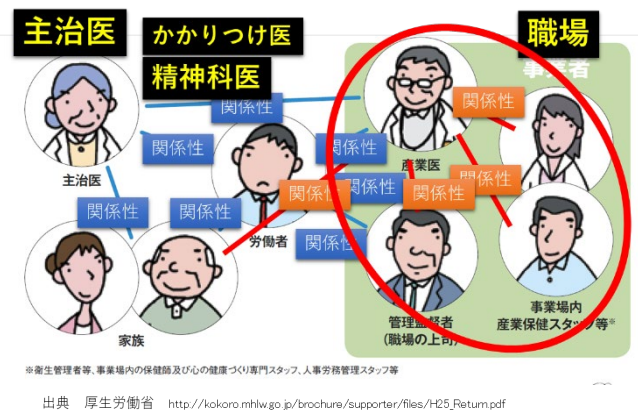 主治医
かかりつけ医
精神科医
職場
事業者
関係性
関係性
関係性
関係性
関係性
関係性
関係性
関係性
関係性
関係性
関係性
主治医
産業医
労働者
家族
管理監督者
(職場の上司)
事業場内
産業保健スタッフ等※
※衛生管理者等、事業場内の保健師及び心の健康づくり専門スタッフ、人事労務管理スタッフ等
出典　厚生労働省　http://kokoro.mhlw.go.jp/brochure/supporter/files/H25_Return.pdf